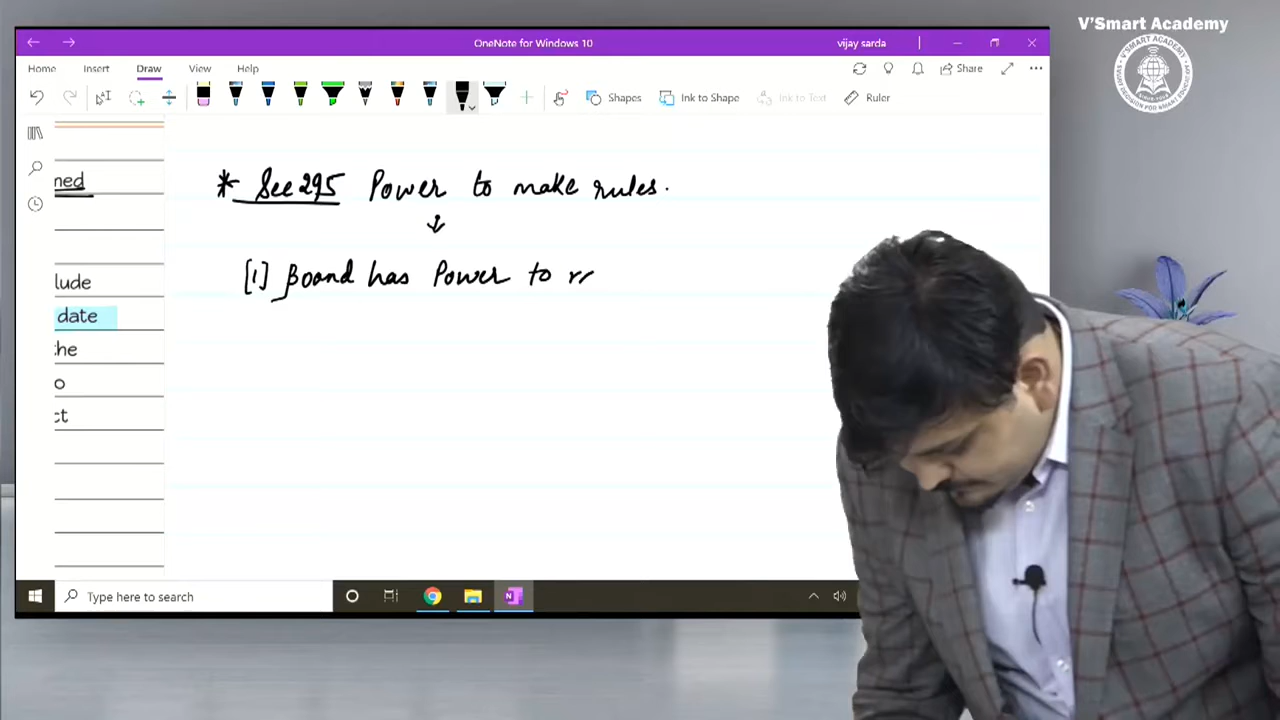 V'Smart Academy
OneNote for Windows 10
vijay sarda
Home Insert Draw View Help
Share
Shapes
Ink to Shape
Ink to Text
Ruler
ned
lude
date
che
o
ct
* Sec 295 Power to make rules.
[1] Board has Power to
Type here to search